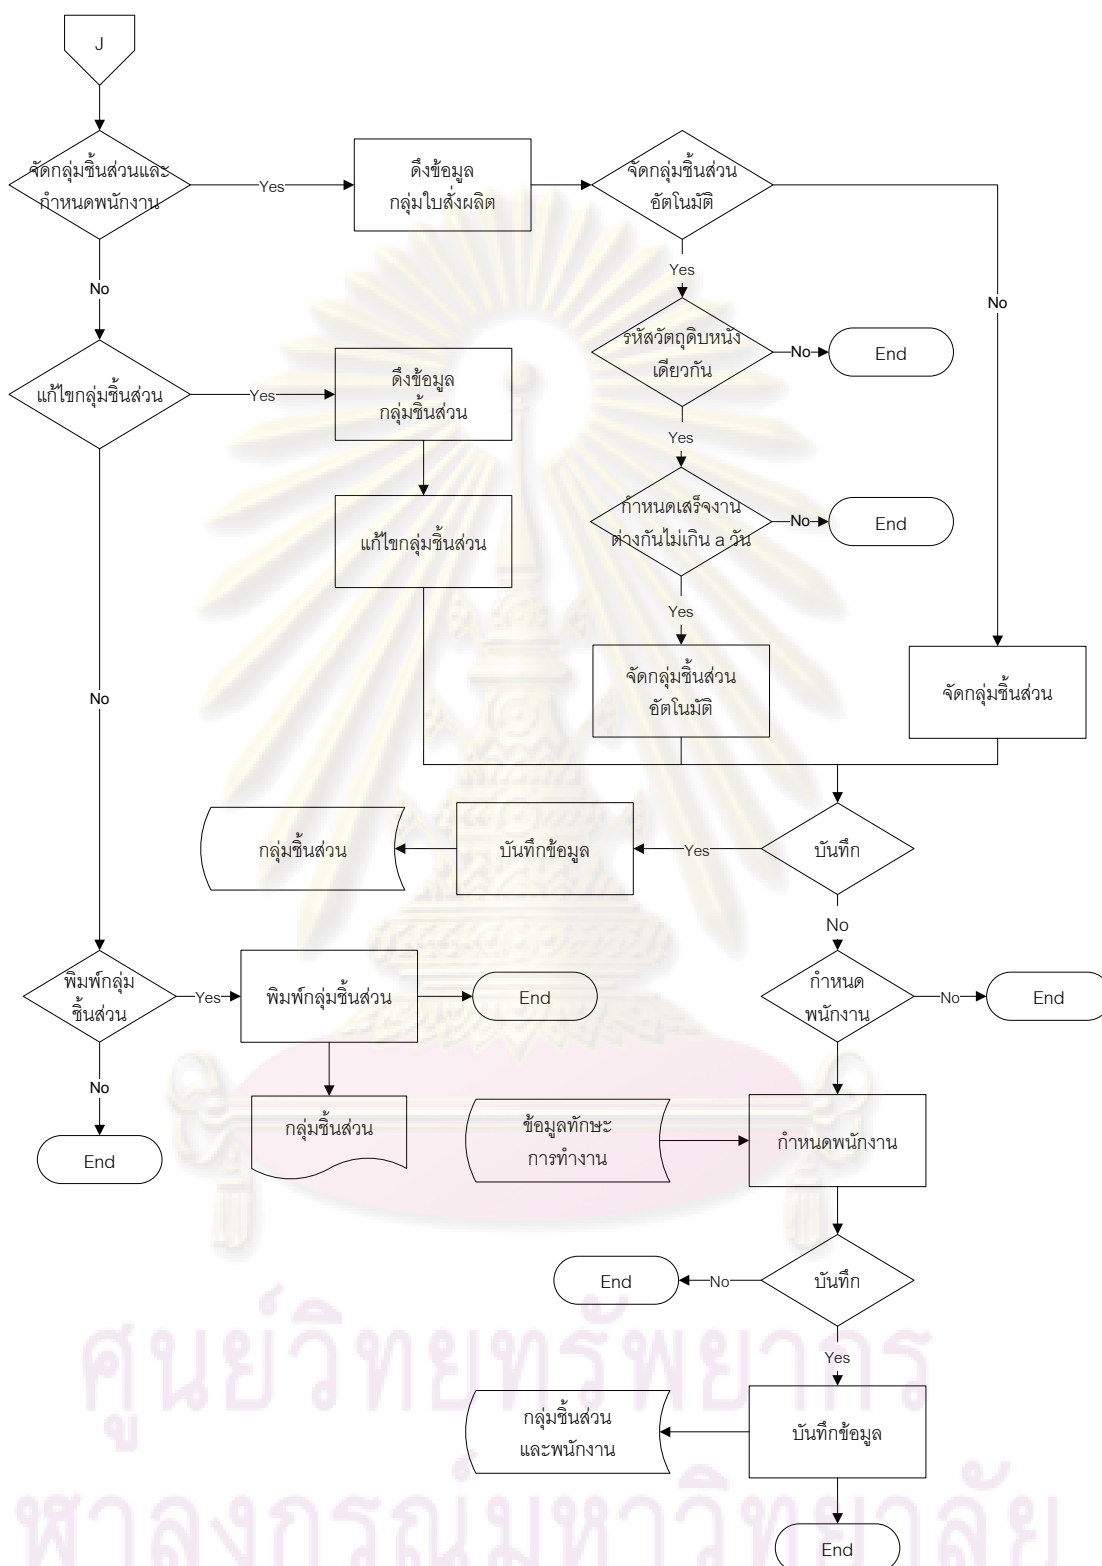 J
จัดกลุ่มชิ้นส่วนและ
กำหนดพนักงาน
Yes
ดึงข้อมูล
กลุ่มใบสั่งผลิต
จัดกลุ่มชิ้นส่วน
อัตโนมัติ
Yes
No
No
รหัสวัตถุดิบหนัง
เดียวกัน
No
End
แก้ไขกลุ่มชิ้นส่วน
Yes
ดึงข้อมูล
กลุ่มชิ้นส่วน
Yes
กำหนดเสร็จงาน
ต่างกันไม่เกิน a วัน
No
End
แก้ไขกลุ่มชิ้นส่วน
Yes
No
จัดกลุ่มชิ้นส่วน
อัตโนมัติ
จัดกลุ่มชิ้นส่วน
กลุ่มชิ้นส่วน
บันทึกข้อมูล
Yes
บันทึก
No
พิมพ์กลุ่ม
ชิ้นส่วน
Yes
พิมพ์กลุ่มชิ้นส่วน
End
กำหนด
พนักงาน
No
End
No
End
กลุ่มชิ้นส่วน
ข้อมูลทักษะ
การทำงาน
กำหนดพนักงาน
End
No
บันทึก
Yes
กลุ่มชิ้นส่วน
และพนักงาน
บันทึกข้อมูล
End
ศูนย์วิทยทรัพยากร
ฬาลงกรณ์มหาวิทยาลัย